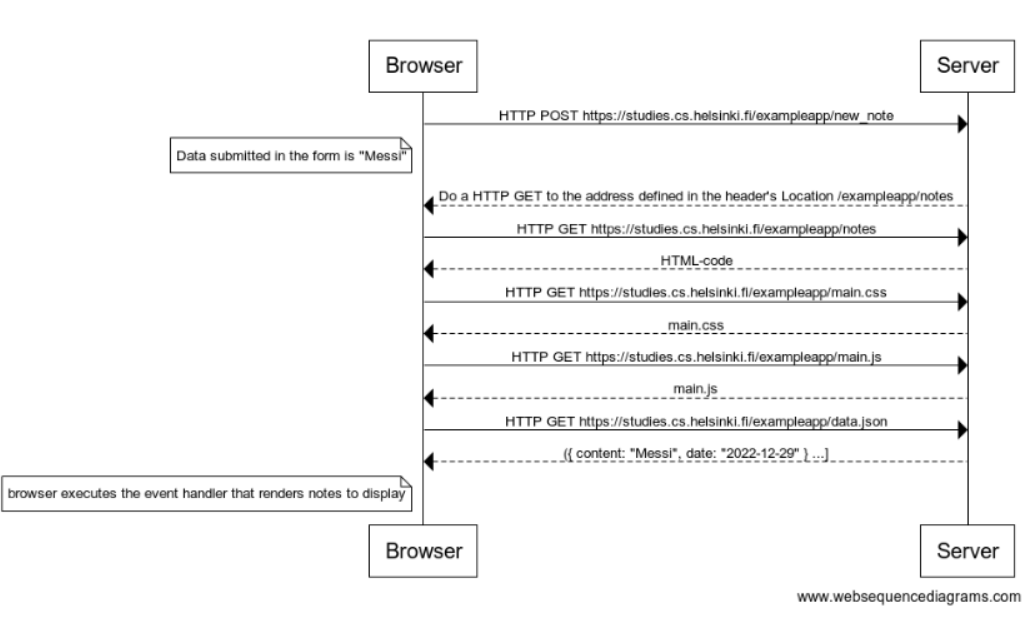 Browser
Server
HTTP POST https://studies.cs.helsinki.fi/exampleapp/new_note
Data submitted in the form is "Messi"
Do a HTTP GET to the address defined in the header's Location /exampleapp/notes
HTTP GET https://studies.cs.helsinki.fi/exampleapp/notes
HTML-code
HTTP GET https://studies.cs.helsinki.fi/exampleapp/main.css
main.css
HTTP GET https://studies.cs.helsinki.fi/exampleapp/main.js
main.js
HTTP GET https://studies.cs.helsinki.fi/exampleapp/data.json
({ content: "Messi", date: "2022-12-29" } ...]
browser executes the event handler that renders notes to display
Browser
Server
www.websequencediagrams.com